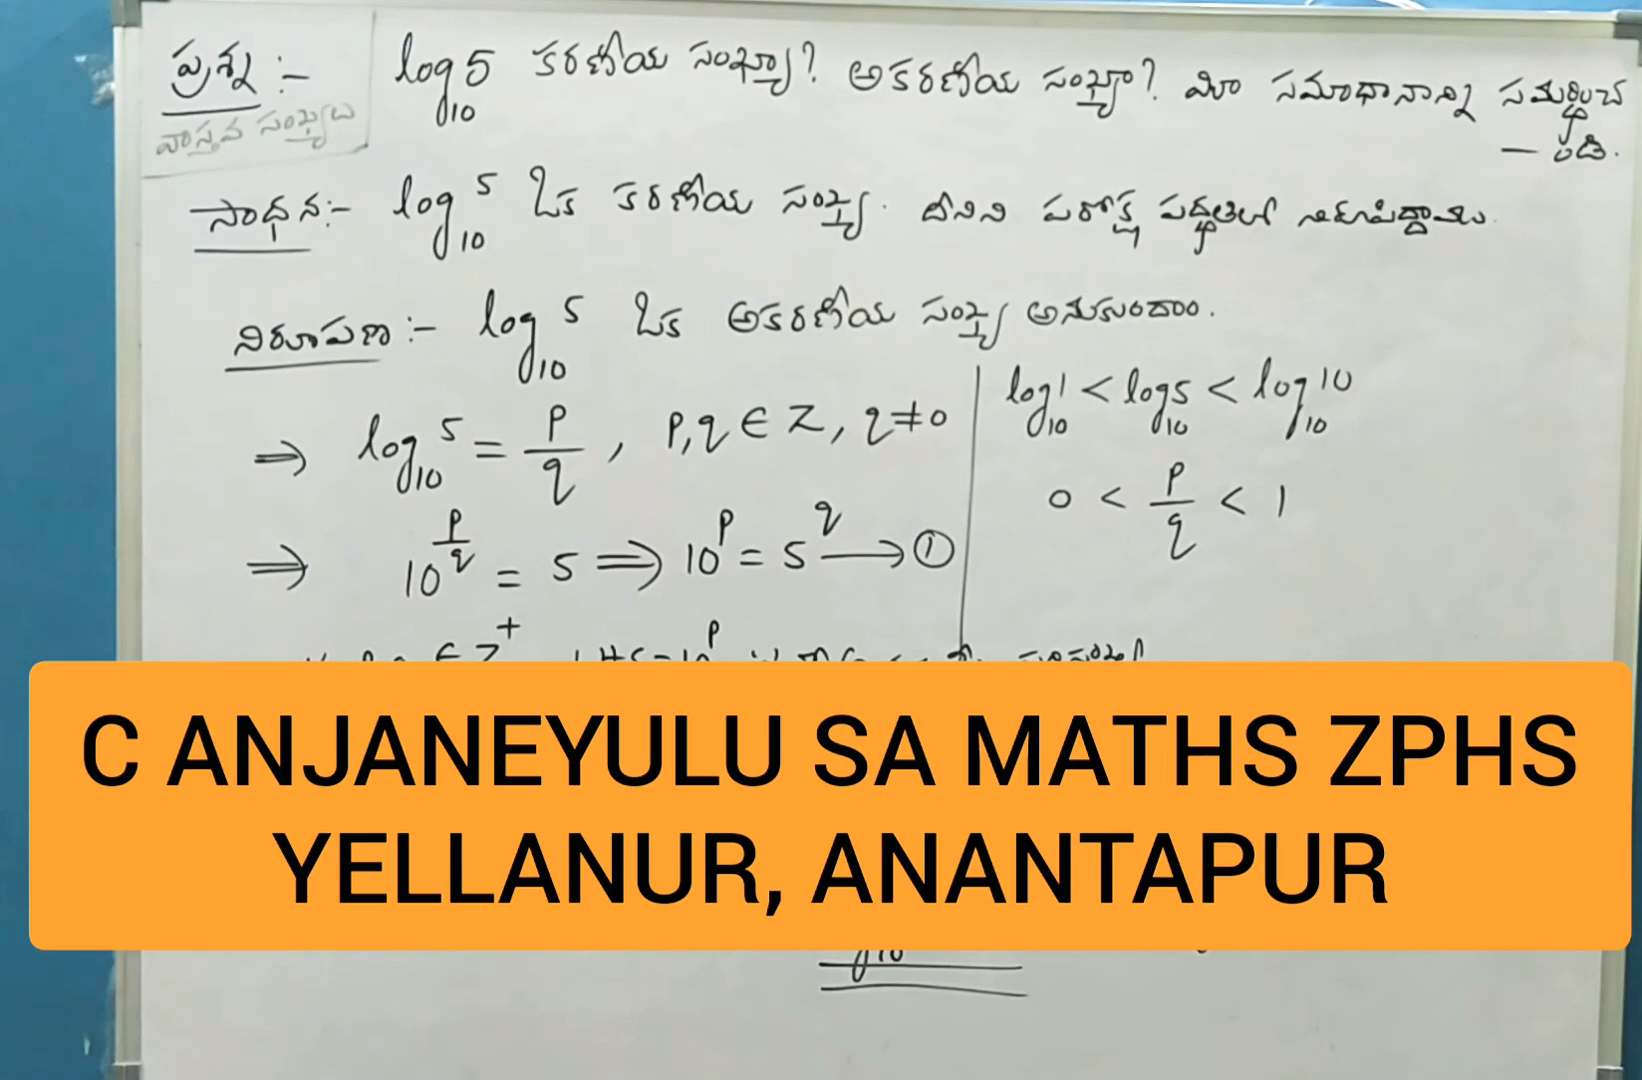 ప్రశ్న :- log₁₀5 కరణీయ సంఖ్యా? అకరణీయ సంఖ్యా? మీ సమాధానాన్ని సమర్థించ
వాస్తవ సంఖ్యలు
— ండి.
సాధన:- log₁₀5 ఒక కరణీయ సంఖ్య. దీనిని పరోక్ష పద్ధతిలో నిరూపిద్దాము.
నిరూపణ :- log₁₀5 ఒక అకరణీయ సంఖ్య అనుకుందాం.
⇒ log₁₀5 = p/q , p,q ∈ Z, q≠0
⇒ 10^(p/q) = 5 ⇒ 10^p = 5^q → ①
log₁₀1 < log₁₀5 < log₁₀10
0 < p/q < 1
C ANJANEYULU SA MATHS ZPHS
YELLANUR, ANANTAPUR